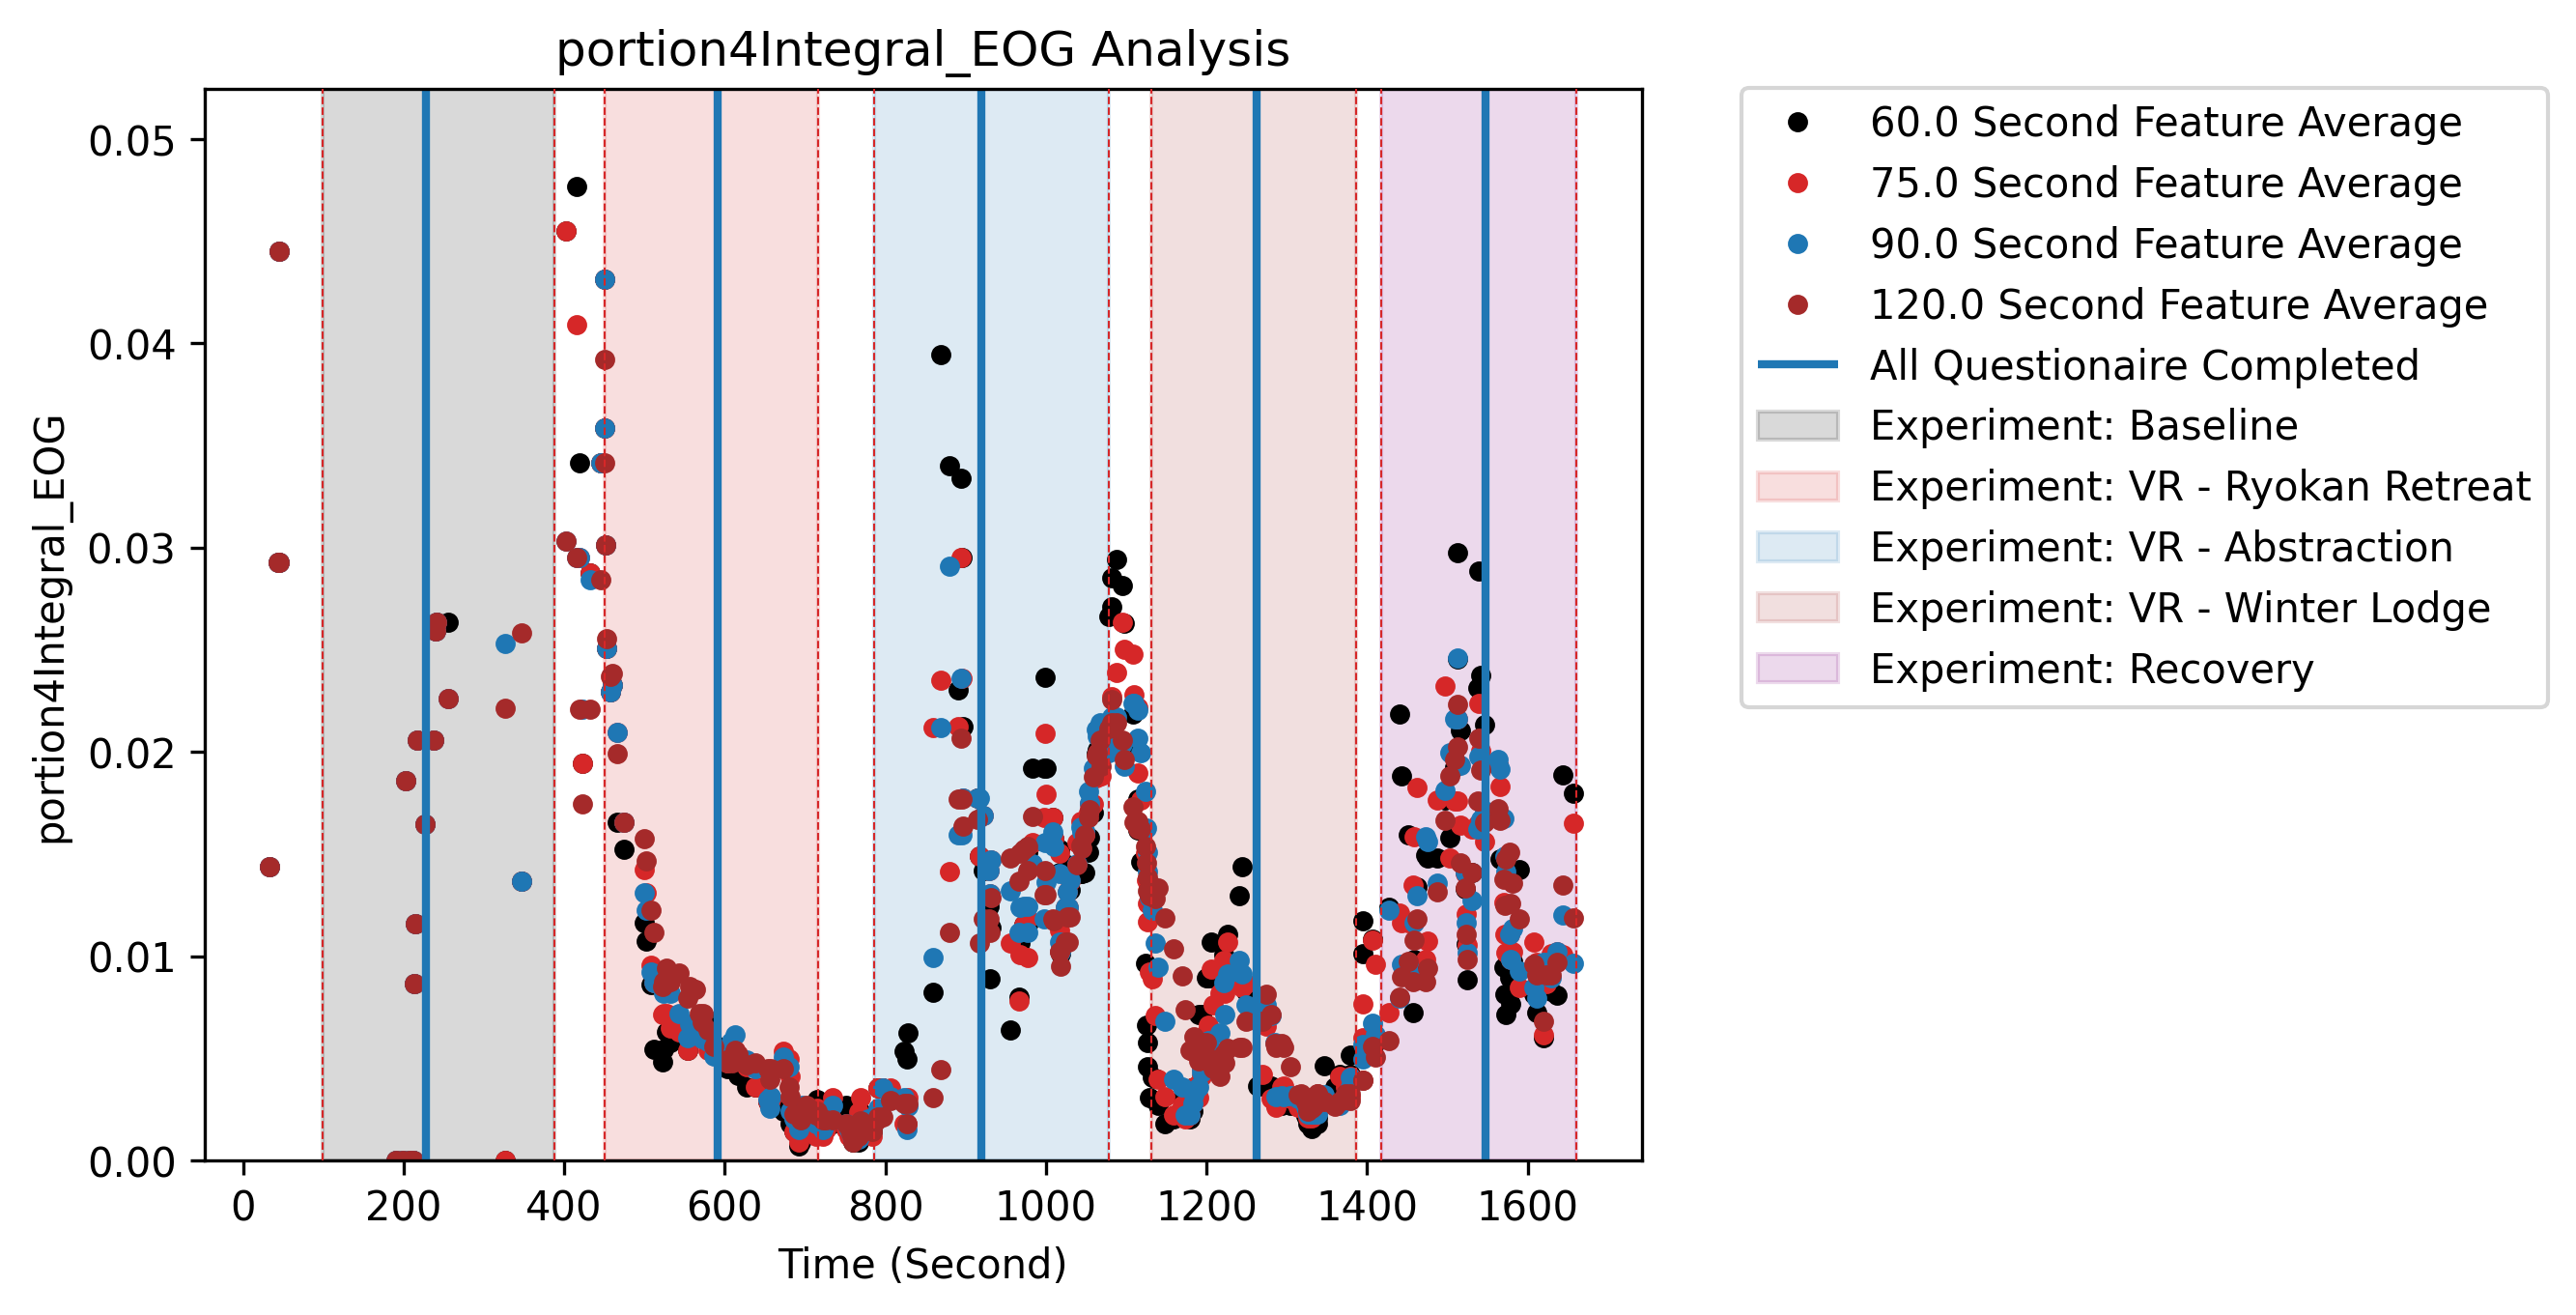 portion4Integral_EOG Analysis
0.05
0.04
0.03
0.02
0.01
0.00
portion4Integral_EOG
0 200 400 600 800 1000 1200 1400 1600
Time (Second)
60.0 Second Feature Average
75.0 Second Feature Average
90.0 Second Feature Average
120.0 Second Feature Average
All Questionaire Completed
Experiment: Baseline
Experiment: VR - Ryokan Retreat
Experiment: VR - Abstraction
Experiment: VR - Winter Lodge
Experiment: Recovery